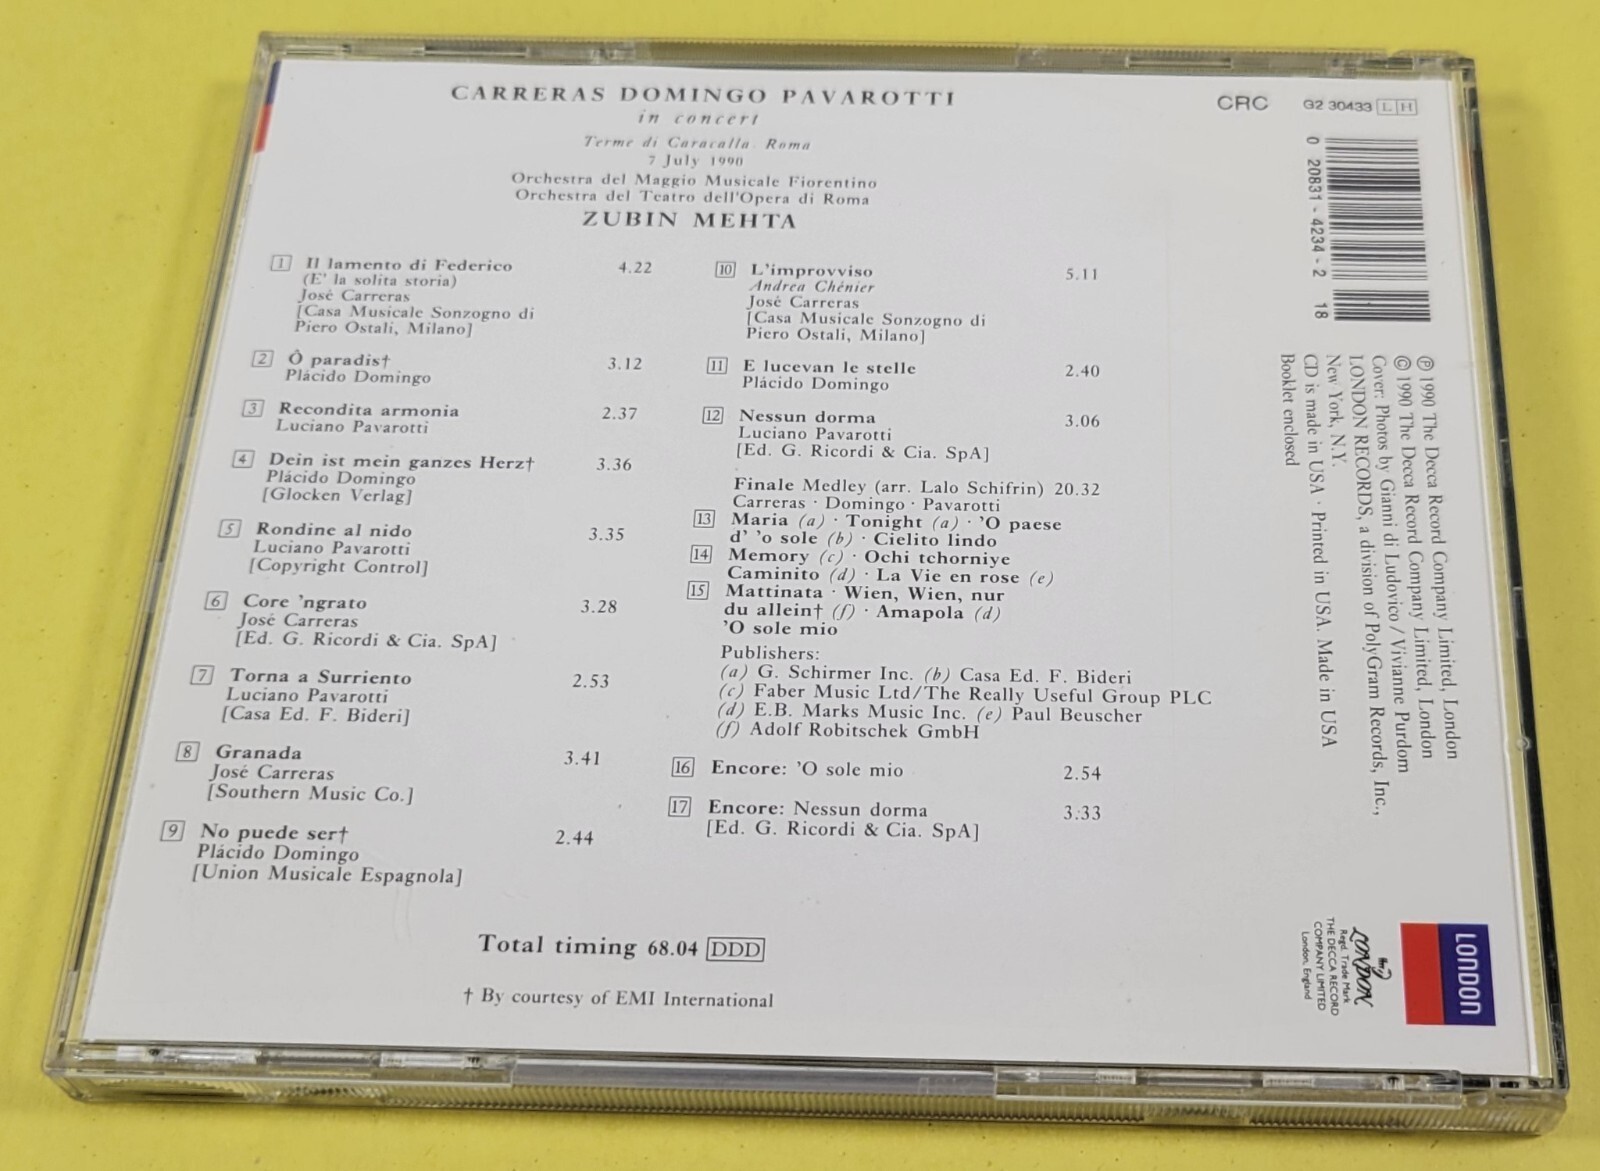 CARRERAS DOMINGO PAVAROTTI
in concert
Terme di Caracalla Roma
7 July 1990
Orchestra del Maggio Musicale Fiorentino
Orchestra del Teatro dell'Opera di Roma
ZUBIN MEHTA
1 Il lamento di Federico 4.22
(E' la solita storia)
José Carreras
[Casa Musicale Sonzogno di
Piero Ostali, Milano]
2 Ô paradis† 3.12
Plácido Domingo
3 Recondita armonia 2.37
Luciano Pavarotti
4 Dein ist mein ganzes Herz† 3.36
Plácido Domingo
[Glocken Verlag]
5 Rondine al nido 3.35
Luciano Pavarotti
[Copyright Control]
6 Core 'ngrato 3.28
José Carreras
[Ed. G. Ricordi & Cia. SpA]
7 Torna a Surriento 2.53
Luciano Pavarotti
[Casa Ed. F. Bideri]
8 Granada 3.41
José Carreras
[Southern Music Co.]
9 No puede ser† 2.44
Plácido Domingo
[Union Musicale Espagnola]
10 L'improvviso 5.11
Andrea Chénier
José Carreras
[Casa Musicale Sonzogno di
Piero Ostali, Milano]
11 E lucevan le stelle 2.40
Plácido Domingo
12 Nessun dorma 3.06
Luciano Pavarotti
[Ed. G. Ricordi & Cia. SpA]
Finale Medley (arr. Lalo Schifrin) 20.32
Carreras · Domingo · Pavarotti
13 Maria (a) · Tonight (a) · 'O paese
d' 'o sole (b) · Cielito lindo
14 Memory (c) · Ochi tchorniye
Caminito (d) · La Vie en rose (e)
15 Mattinata · Wien, Wien, nur
du allein† (f) · Amapola (d)
'O sole mio
Publishers:
(a) G. Schirmer Inc. (b) Casa Ed. F. Bideri
(c) Faber Music Ltd/The Really Useful Group PLC
(d) E.B. Marks Music Inc. (e) Paul Beuscher
(f) Adolf Robitschek GmbH
16 Encore: 'O sole mio 2.54
17 Encore: Nessun dorma 3.33
[Ed. G. Ricordi & Cia. SpA]
Total timing 68.04 DDD
† By courtesy of EMI International
CRC G2 30433 L H
0 20831-4234-2 18
℗ 1990 The Decca Record Company Limited, London
© 1990 The Decca Record Company Limited, London
Cover: Photos by Gianni di Ludovico/Vivianne Purdom
LONDON RECORDS, a division of PolyGram Records, Inc.,
New York, N.Y.
CD is made in USA · Printed in USA. Made in USA
Booklet enclosed
LONDON
ffrr LONDON
Regd. Trade Mark
THE DECCA RECORD
COMPANY LIMITED
London, England